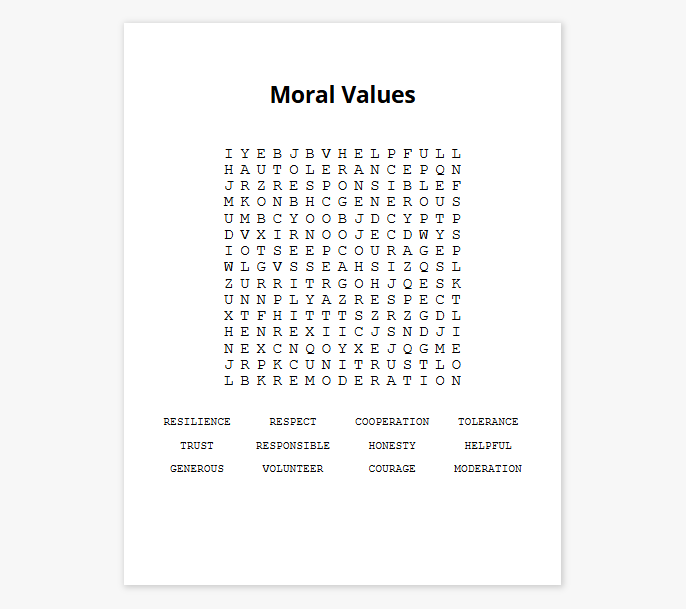 Moral Values
I Y E B J B V H E L P F U L L
H A U T O L E R A N C E P Q N
J R Z R E S P O N S I B L E F
M K O N B H C G E N E R O U S
U M B C Y O O B J D C Y P T P
D V X I R N O O J E C D W Y S
I O T S E E P C O U R A G E P
W L G V S S E A H S I Z Q S L
Z U R R I T R G O H J Q E S K
U N N P L Y A Z R E S P E C T
X T F H I T T T S Z R Z G D L
H E N R E X I I C J S N D J I
N E X C N Q O Y X E J Q G M E
J R P K C U N I T R U S T L O
L B K R E M O D E R A T I O N
RESILIENCE RESPECT COOPERATION TOLERANCE
TRUST RESPONSIBLE HONESTY HELPFUL
GENEROUS VOLUNTEER COURAGE MODERATION